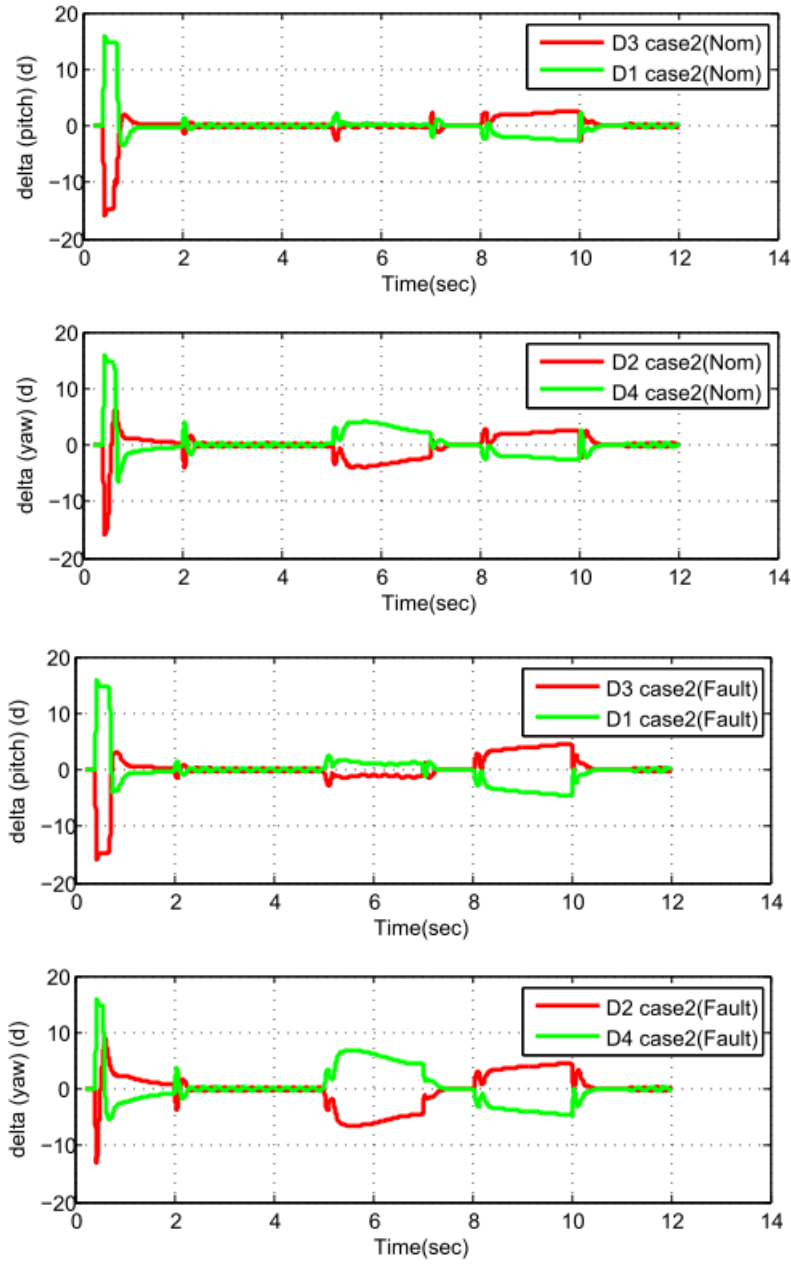 20
10
0
−10
−20
delta (pitch) (d)
D3 case2(Nom)
D1 case2(Nom)
0 2 4 6 8 10 12 14
Time(sec)
20
10
0
−10
−20
delta (yaw) (d)
D2 case2(Nom)
D4 case2(Nom)
0 2 4 6 8 10 12 14
Time(sec)
20
10
0
−10
−20
delta (pitch) (d)
D3 case2(Fault)
D1 case2(Fault)
0 2 4 6 8 10 12 14
Time(sec)
20
10
0
−10
−20
delta (yaw) (d)
D2 case2(Fault)
D4 case2(Fault)
0 2 4 6 8 10 12 14
Time(sec)